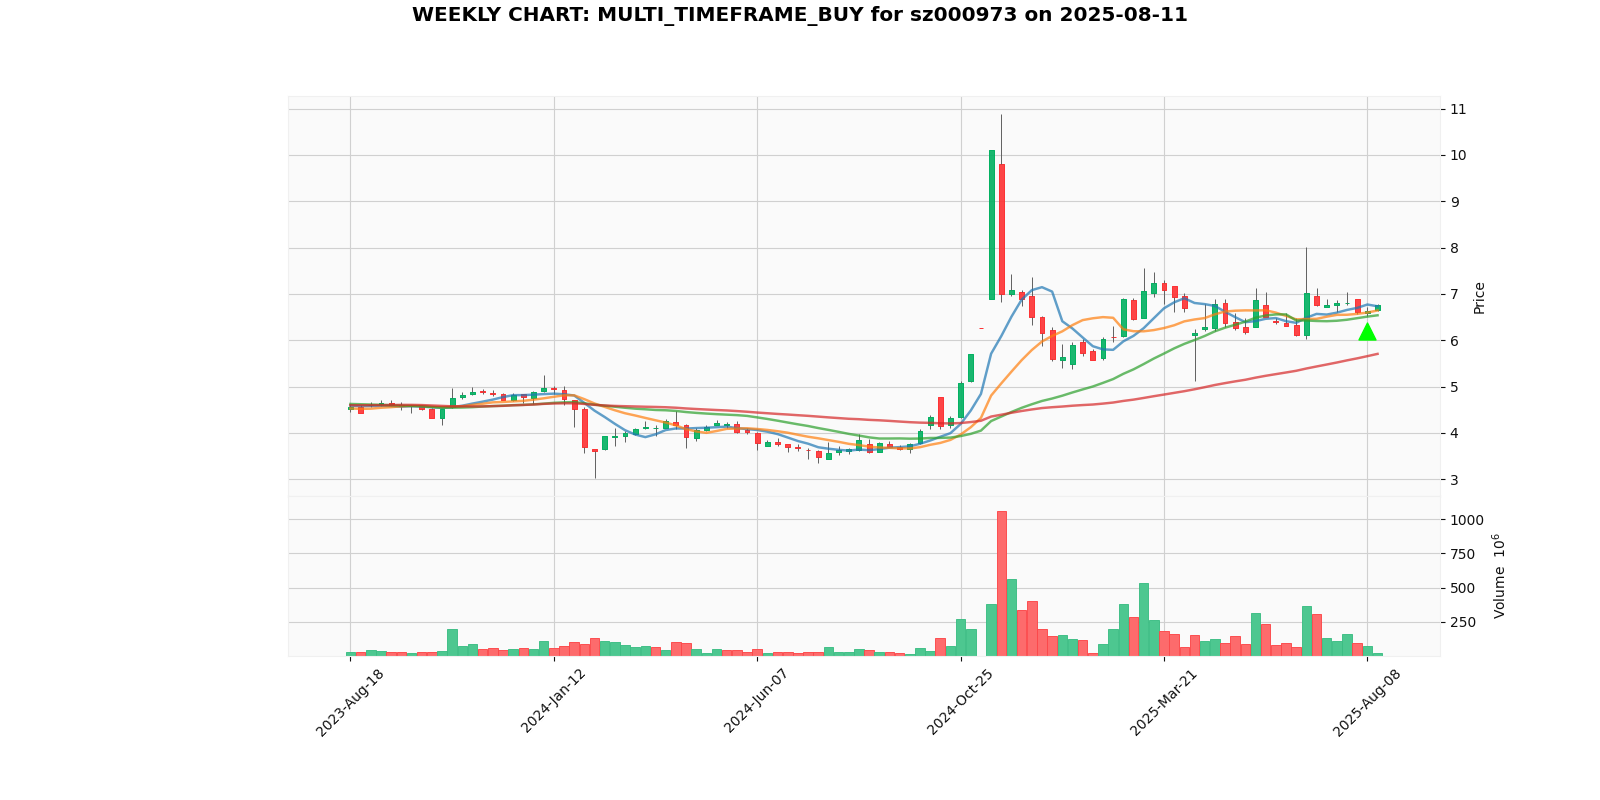 WEEKLY CHART: MULTI_TIMEFRAME_BUY for sz000973 on 2025-08-11
11
10
9
8
7
6
5
4
3
Price
1000
750
500
250
Volume 10^6
2023-Aug-18
2024-Jan-12
2024-Jun-07
2024-Oct-25
2025-Mar-21
2025-Aug-08